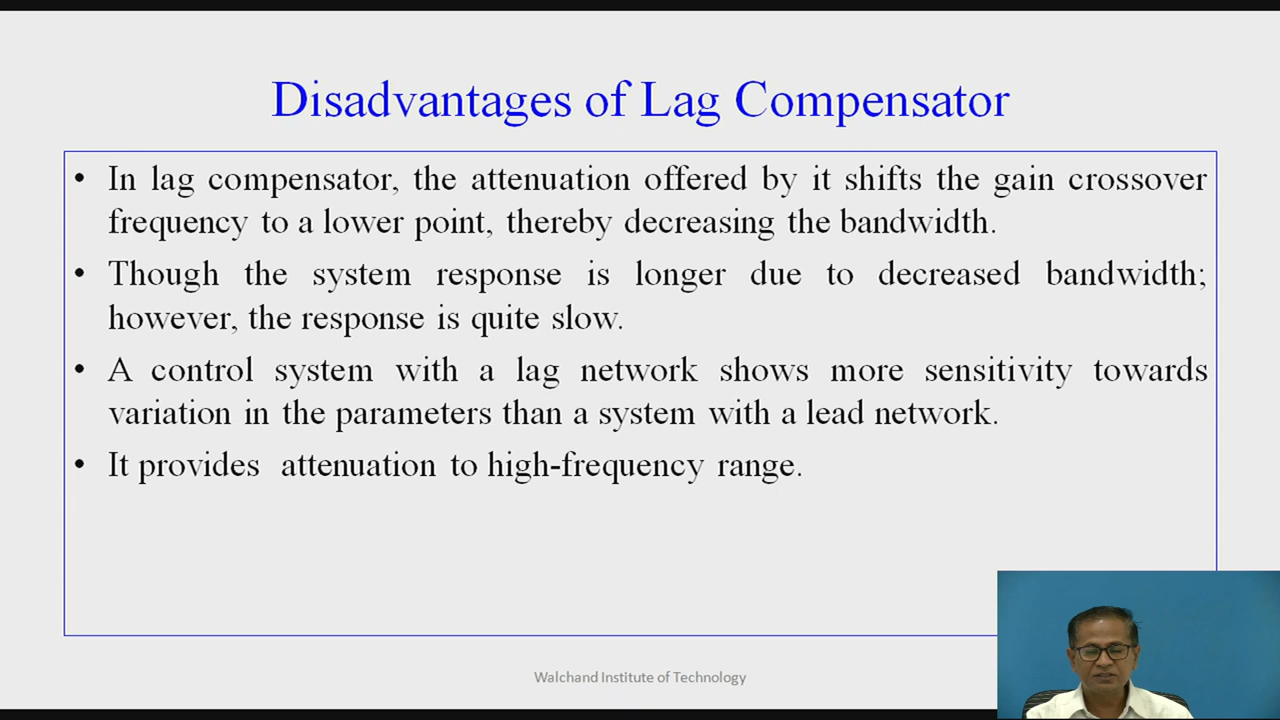 Disadvantages of Lag Compensator
• In lag compensator, the attenuation offered by it shifts the gain crossover
frequency to a lower point, thereby decreasing the bandwidth.
• Though the system response is longer due to decreased bandwidth;
however, the response is quite slow.
• A control system with a lag network shows more sensitivity towards
variation in the parameters than a system with a lead network.
• It provides attenuation to high-frequency range.
Walchand Institute of Technology